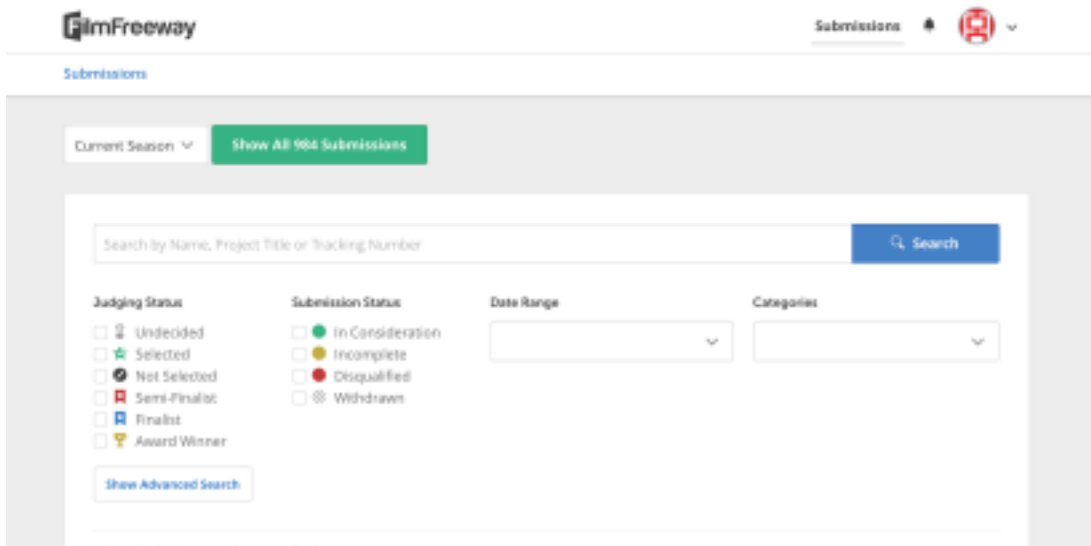 FilmFreeway
Submissions
Submissions
Current Season
Show All 984 Submissions
Search by Name, Project Title or Tracking Number
Search
Judging Status
Undecided
Selected
Not Selected
Semi-Finalist
Finalist
Award Winner
Submission Status
In Consideration
Incomplete
Disqualified
Withdrawn
Date Range
Categories
Show Advanced Search